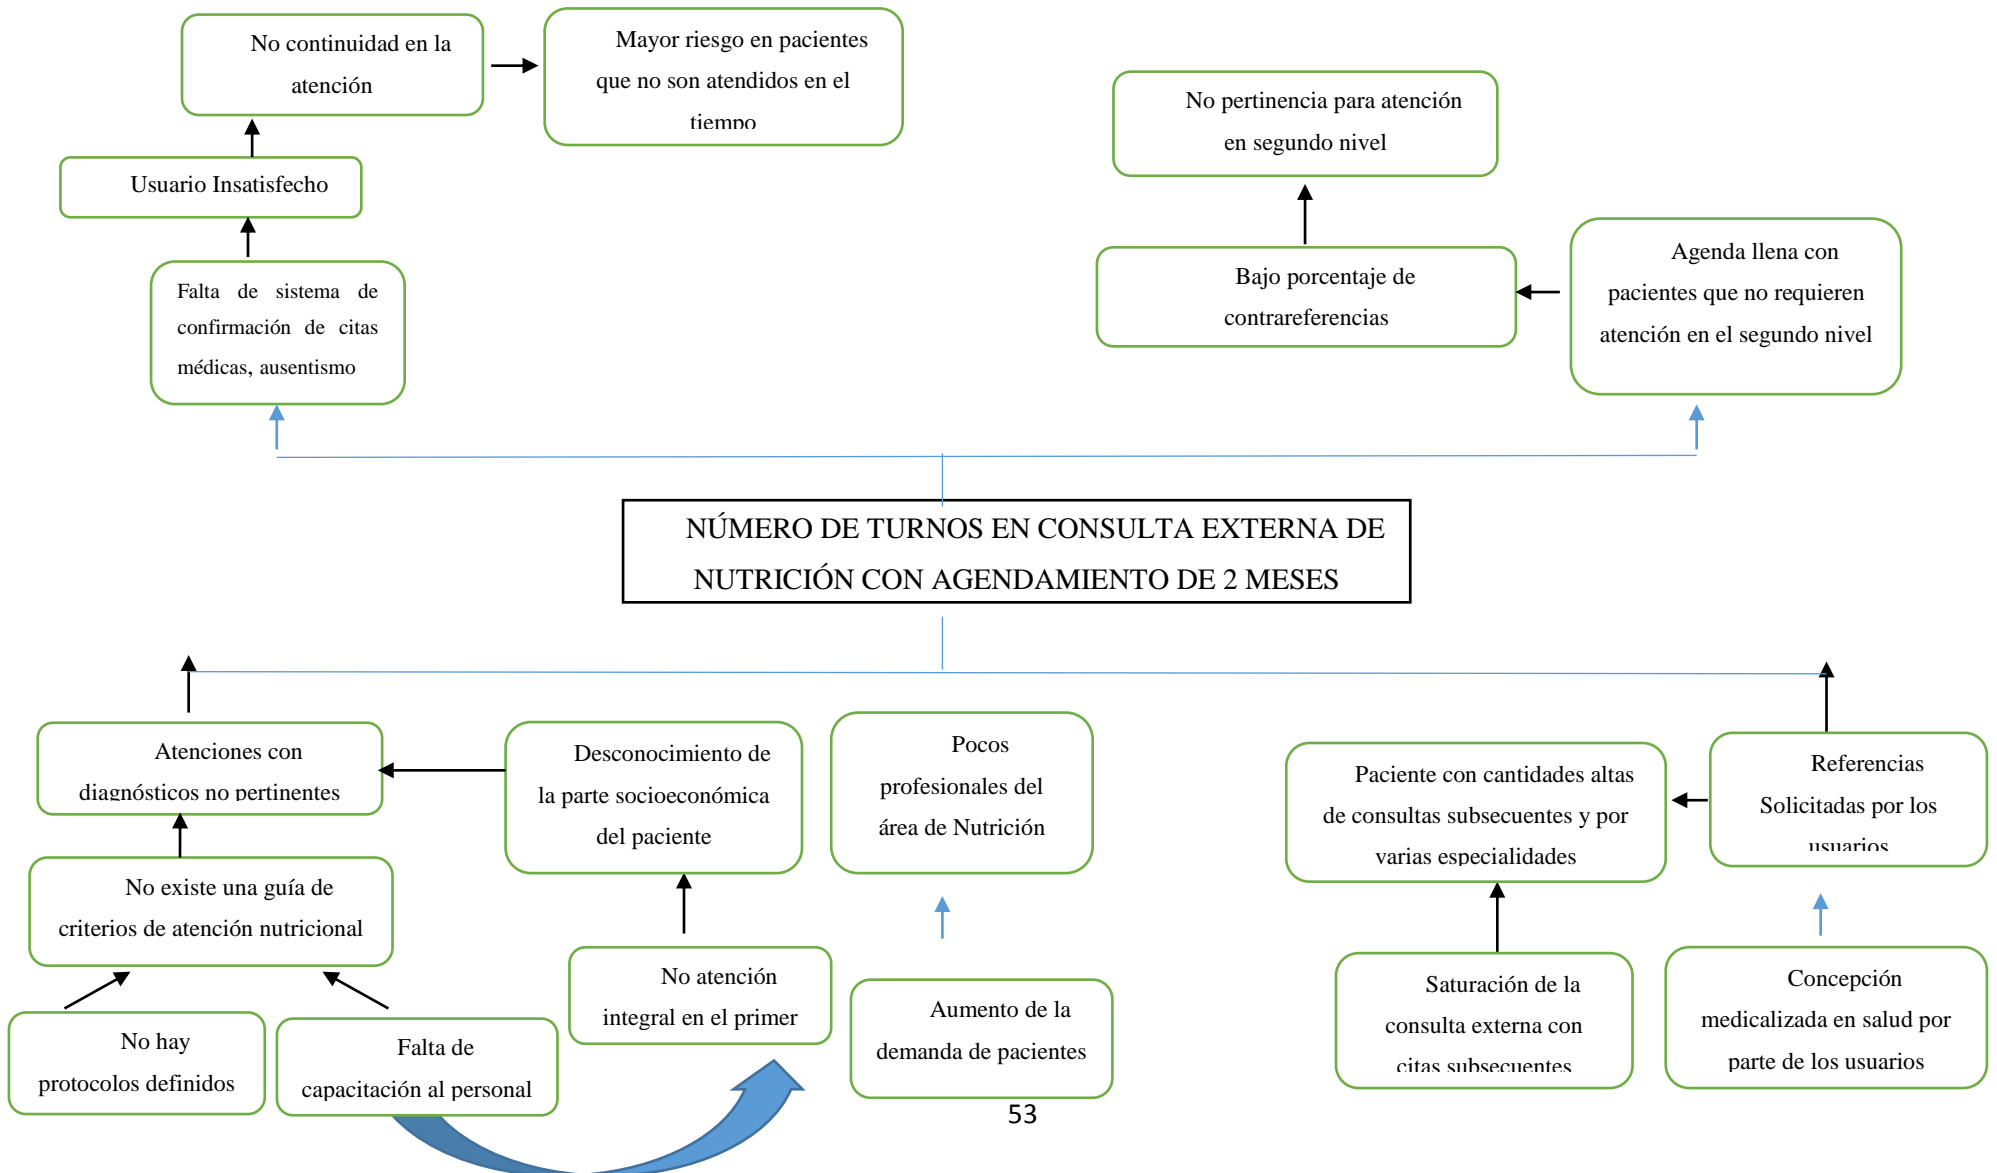 No continuidad en la
atención
Mayor riesgo en pacientes
que no son atendidos en el
tiempo
No pertinencia para atención
en segundo nivel
Usuario Insatisfecho
Falta de sistema de
confirmación de citas
médicas, ausentismo
Bajo porcentaje de
contrareferencias
Agenda llena con
pacientes que no requieren
atención en el segundo nivel
NÚMERO DE TURNOS EN CONSULTA EXTERNA DE
NUTRICIÓN CON AGENDAMIENTO DE 2 MESES
Atenciones con
diagnósticos no pertinentes
Desconocimiento de
la parte socioeconómica
del paciente
Pocos
profesionales del
área de Nutrición
Paciente con cantidades altas
de consultas subsecuentes y por
varias especialidades
Referencias
Solicitadas por los
usuarios
No existe una guía de
criterios de atención nutricional
No atención
integral en el primer
Aumento de la
demanda de pacientes
Saturación de la
consulta externa con
citas subsecuentes
Concepción
medicalizada en salud por
parte de los usuarios
No hay
protocolos definidos
Falta de
capacitación al personal
53